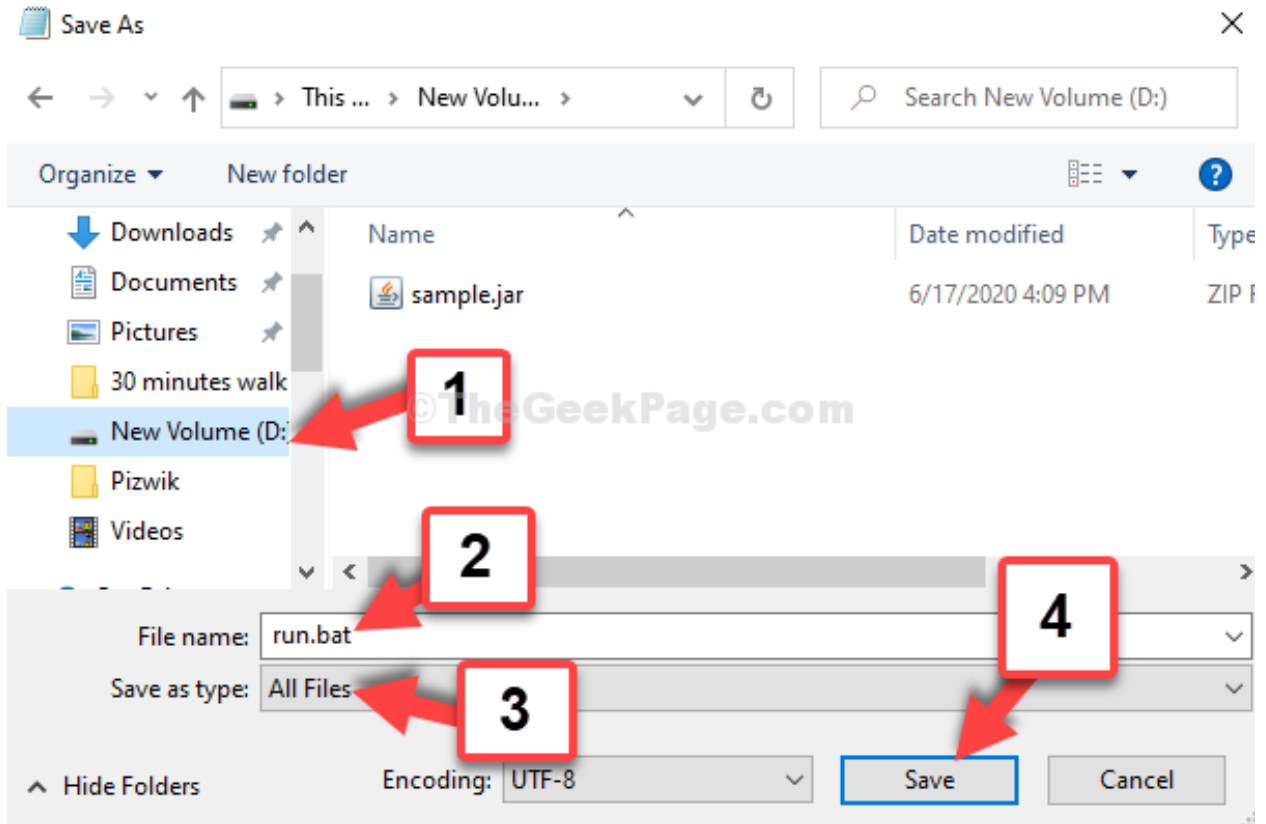 Save As
This ... > New Volu... >
Search New Volume (D:)
Organize
New folder
?
Name
Date modified
Type
Downloads
Documents
Pictures
30 minutes walk
New Volume (D:
Pizwik
Videos
sample.jar
6/17/2020 4:09 PM
ZIP F
1
©TheGeekPage.com
2
4
File name: run.bat
Save as type: All Files
3
Hide Folders
Encoding: UTF-8
Save
Cancel